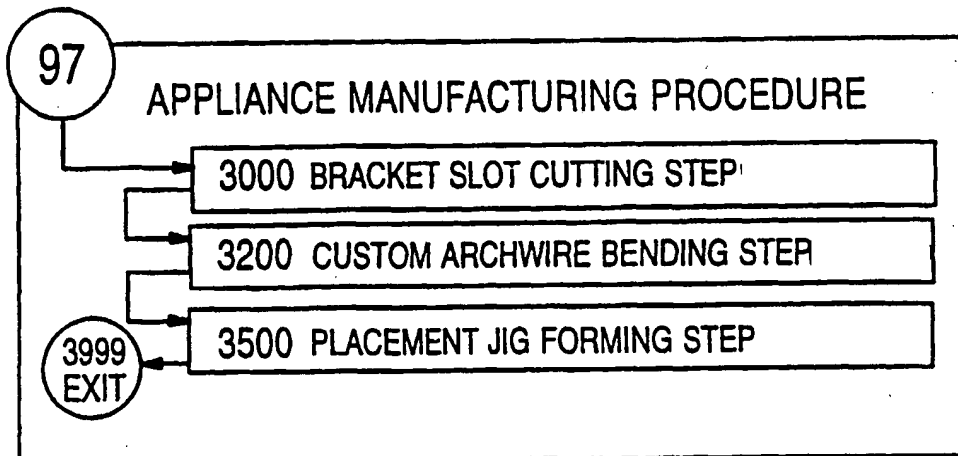 97
APPLIANCE MANUFACTURING PROCEDURE
3000 BRACKET SLOT CUTTING STEP
3200 CUSTOM ARCHWIRE BENDING STEP
3500 PLACEMENT JIG FORMING STEP
3999
EXIT